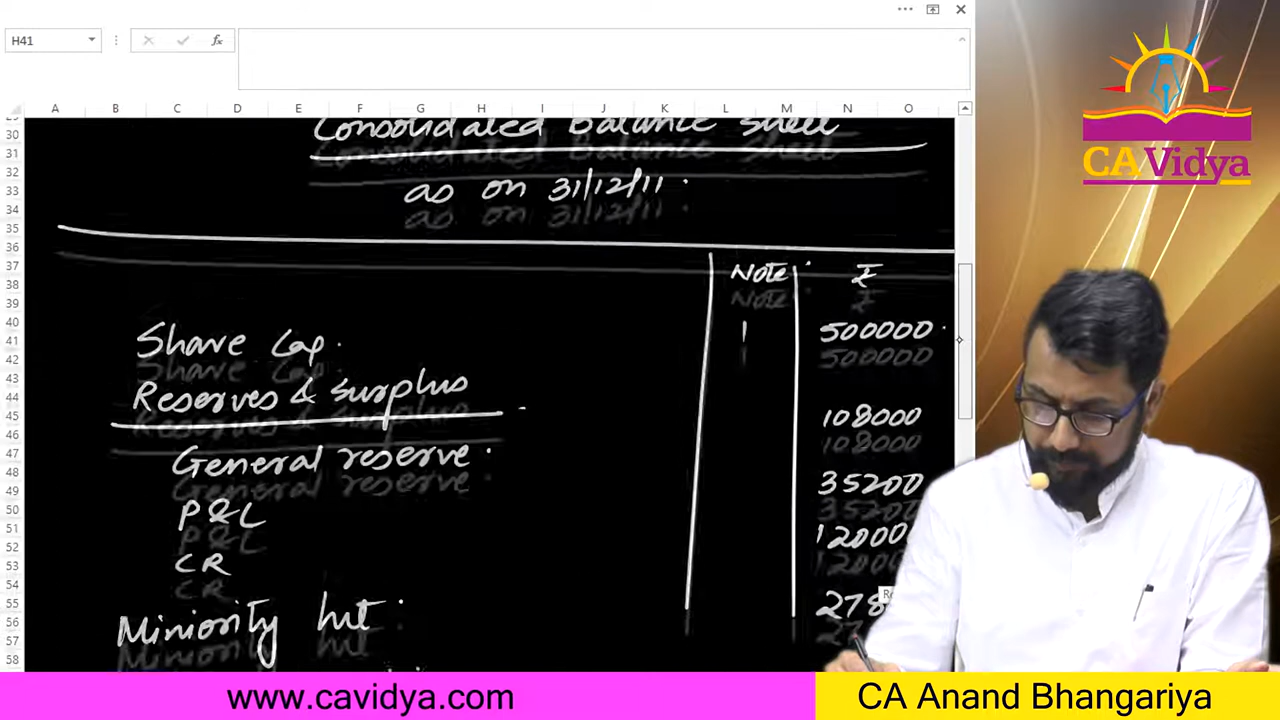 H41
fx
A B C D E F G H I J K L M N O
Consolidated Balance Sheet
as on 31/12/11.
Note ₹
Share Cap. 1 500000
Reserves & surplus
General reserve 108000
P&L 35200
CR 12000
Miniority Int 278
30
31
32
33
34
35
36
37
38
39
40
41
42
43
44
45
46
47
48
49
50
51
52
53
54
55
56
57
58
CA Vidya
www.cavidya.com
CA Anand Bhangariya